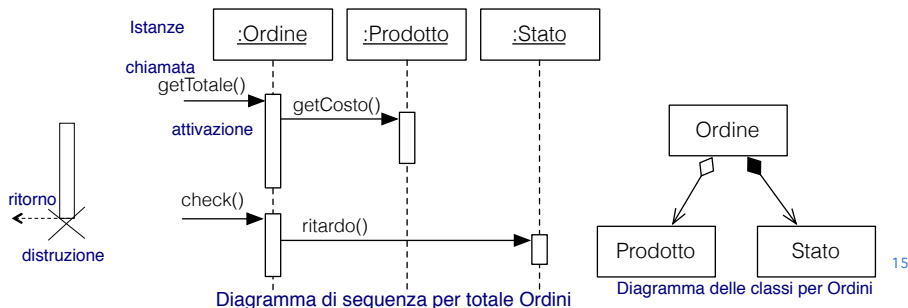 Istanze
:Ordine
:Prodotto
:Stato
chiamata
getTotale()
getCosto()
attivazione
Ordine
ritorno
check()
ritardo()
distruzione
Prodotto
Stato
15
Diagramma di sequenza per totale Ordini
Diagramma delle classi per Ordini